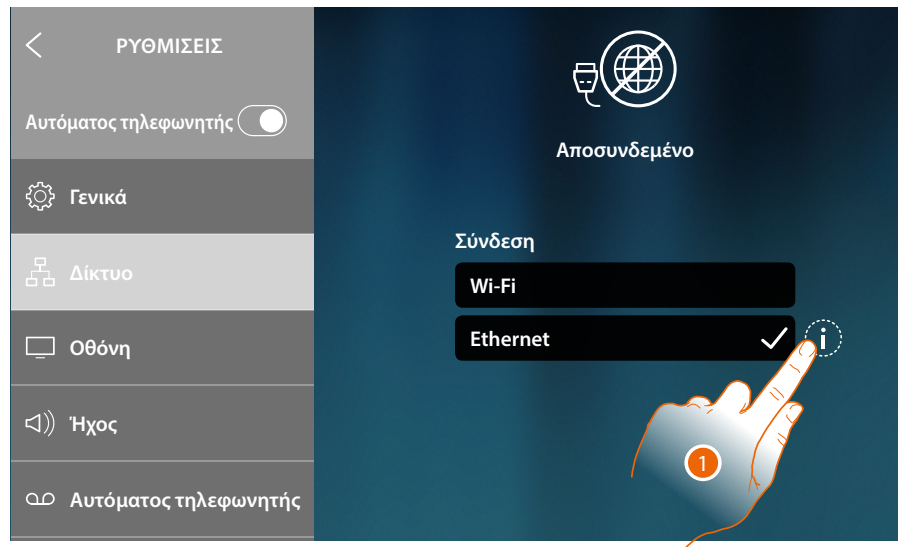 ΡΥΘΜΙΣΕΙΣ
Αυτόματος τηλεφωνητής
Γενικά
Δίκτυο
Οθόνη
Ήχος
Αυτόματος τηλεφωνητής
Αποσυνδεμένο
Σύνδεση
Wi-Fi
Ethernet
i
1